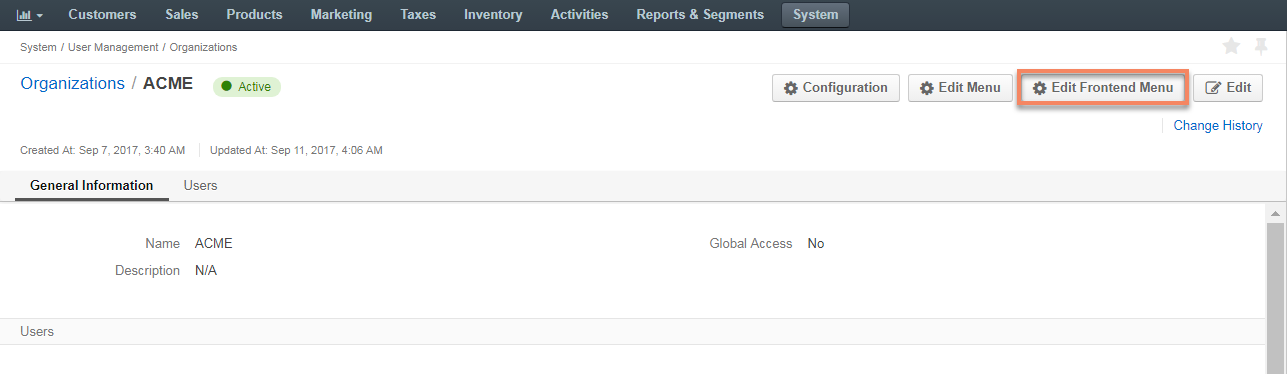 Customers Sales Products Marketing Taxes Inventory Activities Reports & Segments System
System / User Management / Organizations
Organizations / ACME Active Configuration Edit Menu Edit Frontend Menu Edit
Change History
Created At: Sep 7, 2017, 3:40 AM Updated At: Sep 11, 2017, 4:06 AM
General Information Users
Name ACME Global Access No
Description N/A
Users